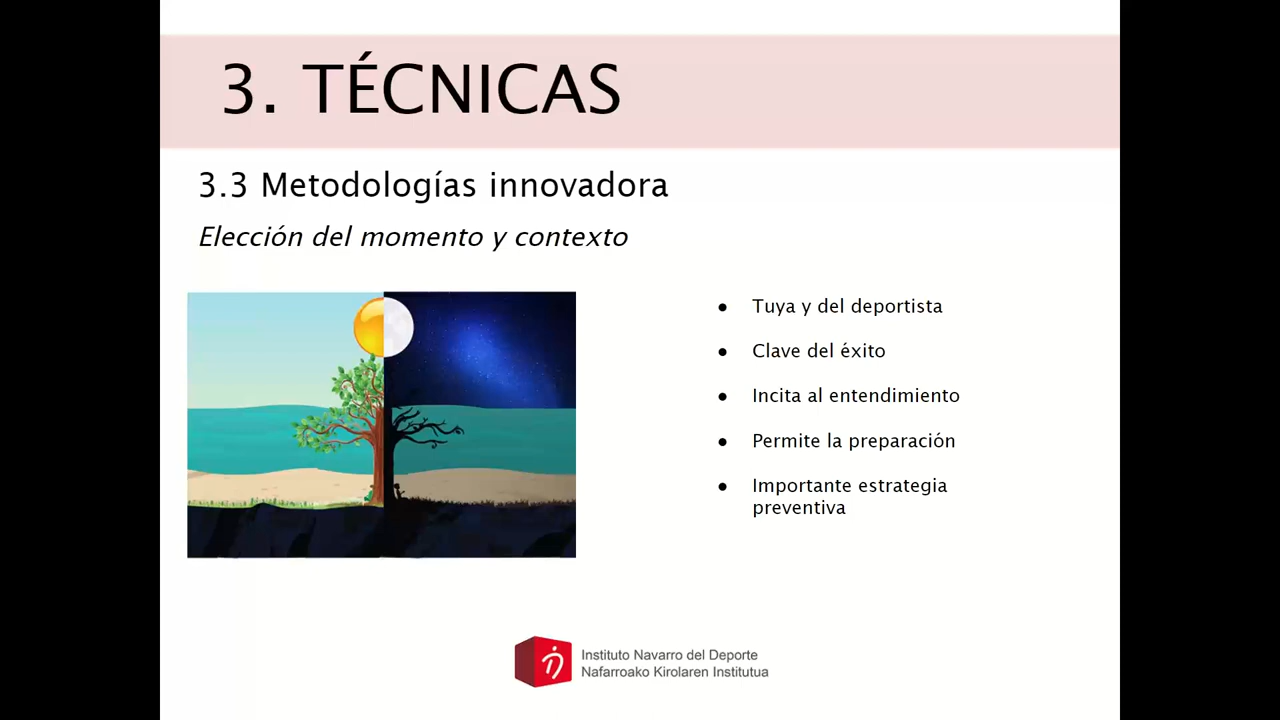 3. TÉCNICAS
3.3 Metodologías innovadora
Elección del momento y contexto
● Tuya y del deportista
● Clave del éxito
● Incita al entendimiento
● Permite la preparación
● Importante estrategia
preventiva
Instituto Navarro del Deporte
Nafarroako Kirolaren Institutua